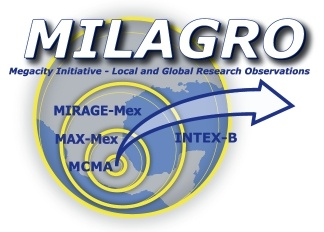 MILAGRO
Megacity Initiative - Local and Global Research Observations
MIRAGE-Mex
MAX-Mex
INTEX-B
MCMA